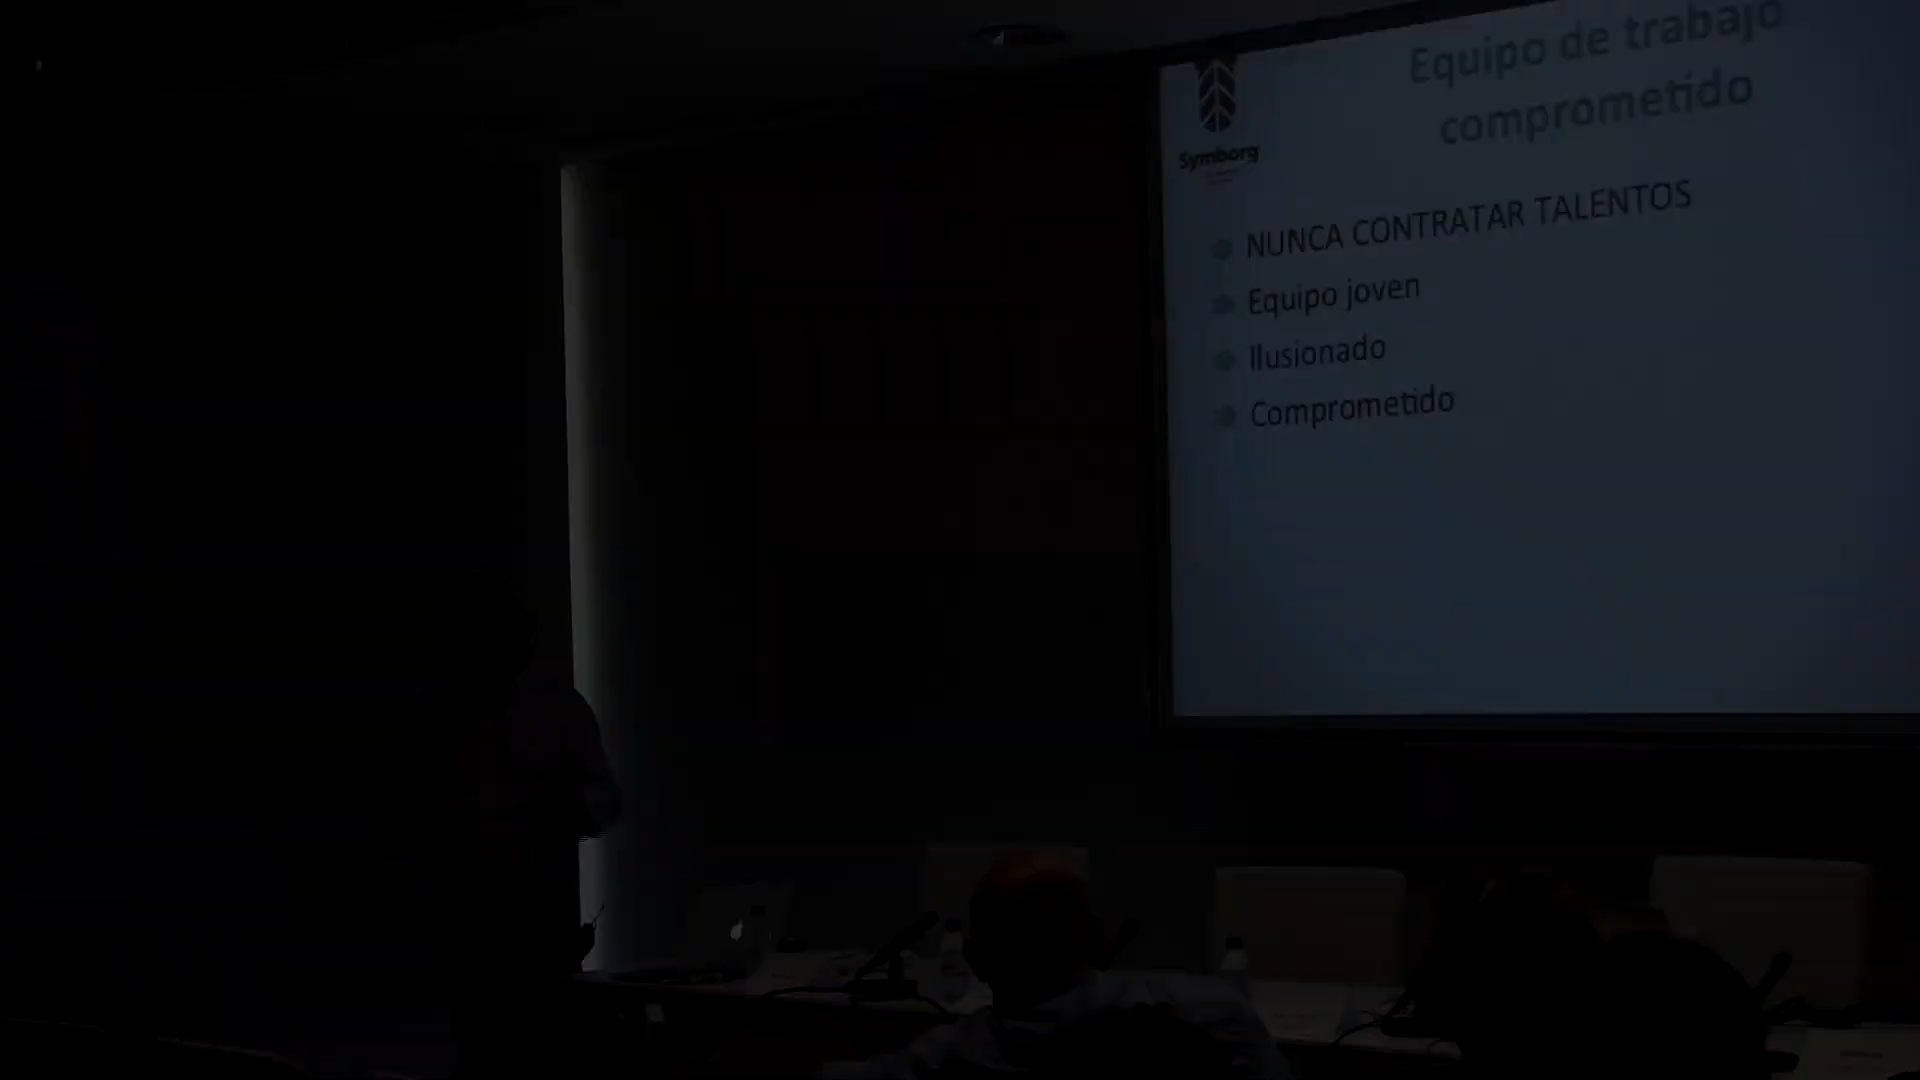 Equipo de trabajo
comprometido
Symborg
NUNCA CONTRATAR TALENTOS
Equipo joven
Ilusionado
Comprometido